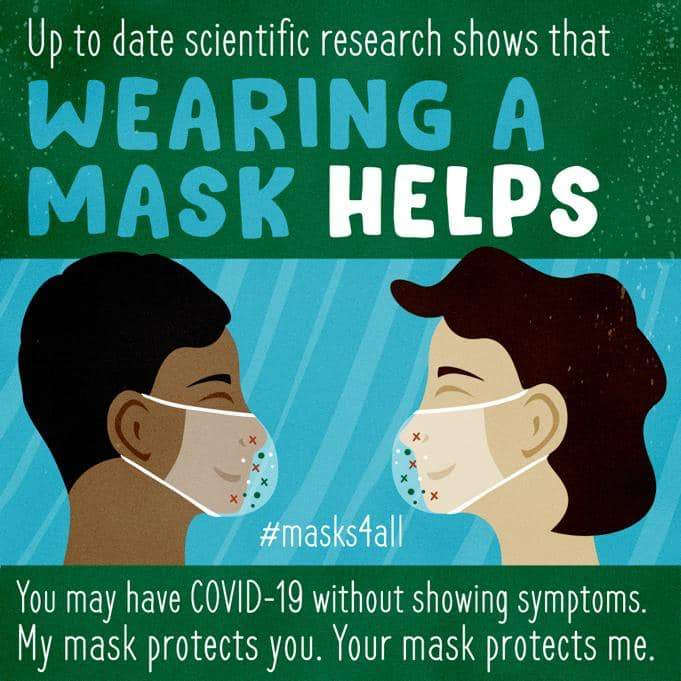 Up to date scientific research shows that
WEARING A
MASK HELPS
#masks4all
You may have COVID-19 without showing symptoms.
My mask protects you. Your mask protects me.